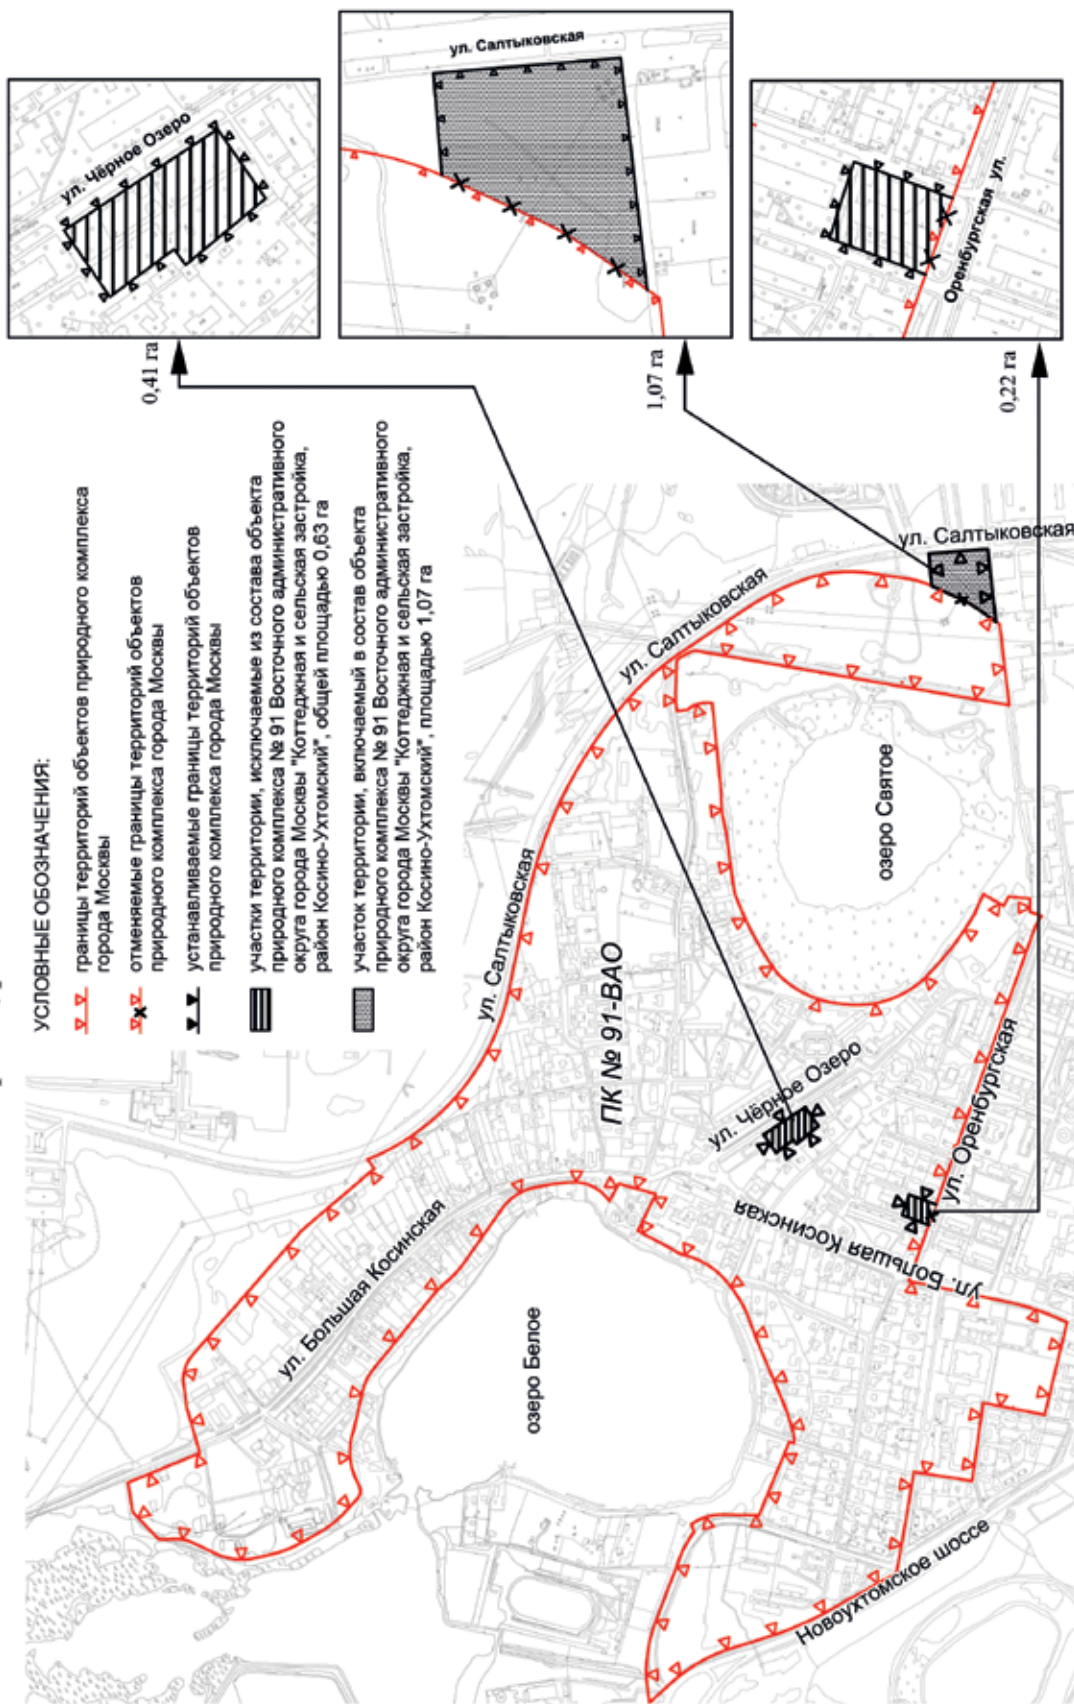 УСЛОВНЫЕ ОБОЗНАЧЕНИЯ:
границы территорий объектов природного комплекса
города Москвы
отменяемые границы территорий объектов
природного комплекса города Москвы
устанавливаемые границы территорий объектов
природного комплекса города Москвы
участки территории, исключаемые из состава объекта
природного комплекса № 91 Восточного административного
округа города Москвы "Коттеджная и сельская застройка,
район Косино-Ухтомский", общей площадью 0,63 га
участок территории, включаемый в состав объекта
природного комплекса № 91 Восточного административного
округа города Москвы "Коттеджная и сельская застройка,
район Косино-Ухтомский", площадью 1,07 га
ул. Чёрное Озеро
0,41 га
ул. Салтыковская
1,07 га
Оренбургская ул.
0,22 га
ул. Большая Косинская
ул. Салтыковская
ул. Салтыковская
ул. Салтыковская
озеро Белое
ПК № 91-ВАО
озеро Святое
ул. Чёрное Озеро
ул. Большая Косинская
ул. Оренбургская
Новоухтомское шоссе